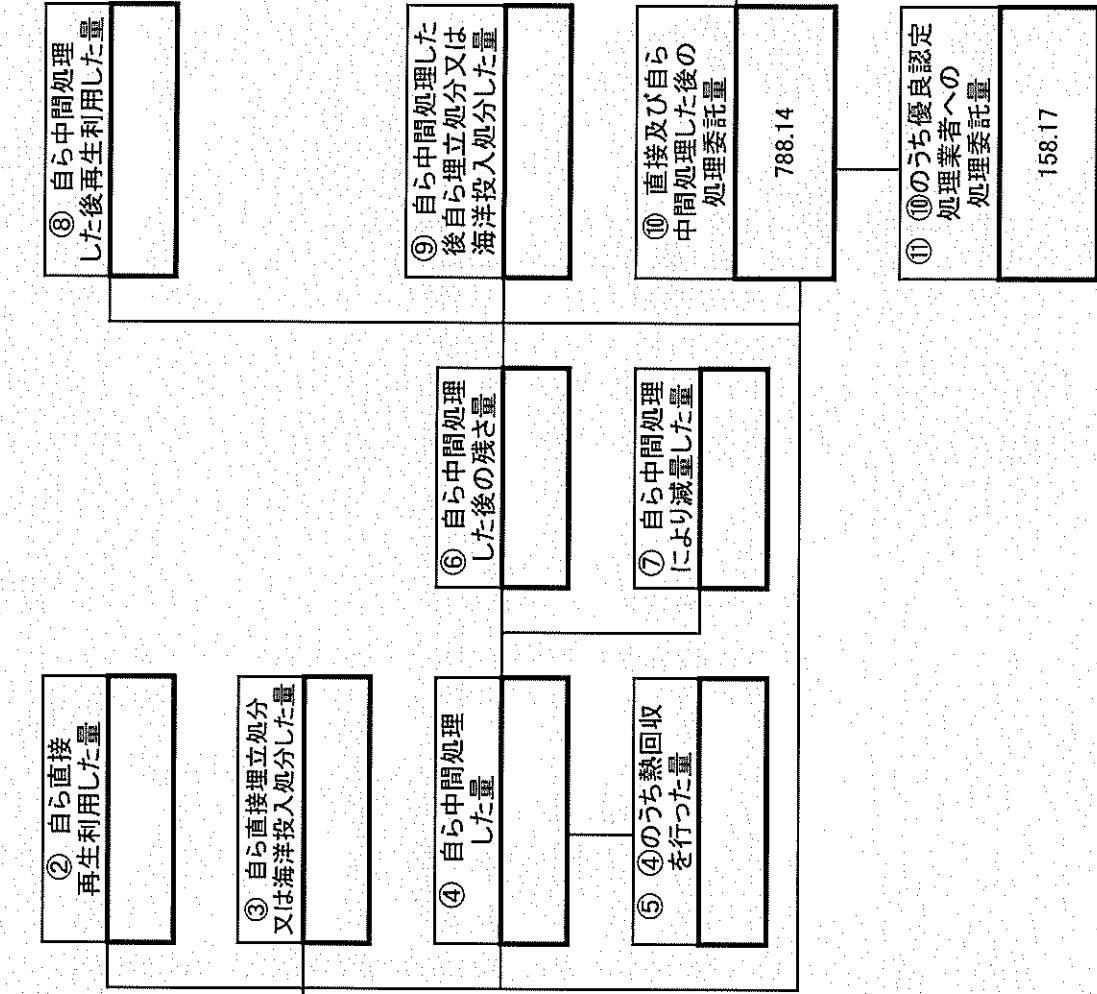 ② 自ら直接
再生利用した量
③ 自ら直接埋立処分
又は海洋投入処分した量
④ 自ら中間処理
した量
⑤ ④のうち熱回収
を行った量
⑥ 自ら中間処理
した後の残さ量
⑦ 自ら中間処理
により減量した量
⑧ 自ら中間処理
した後再生利用した量
⑨ 自ら中間処理した
後自ら埋立処分又は
海洋投入処分した量
⑩ 直接及び自ら
中間処理した後の
処理委託量
788.14
⑪ ⑩のうち優良認定
処理業者への
処理委託量
158.17